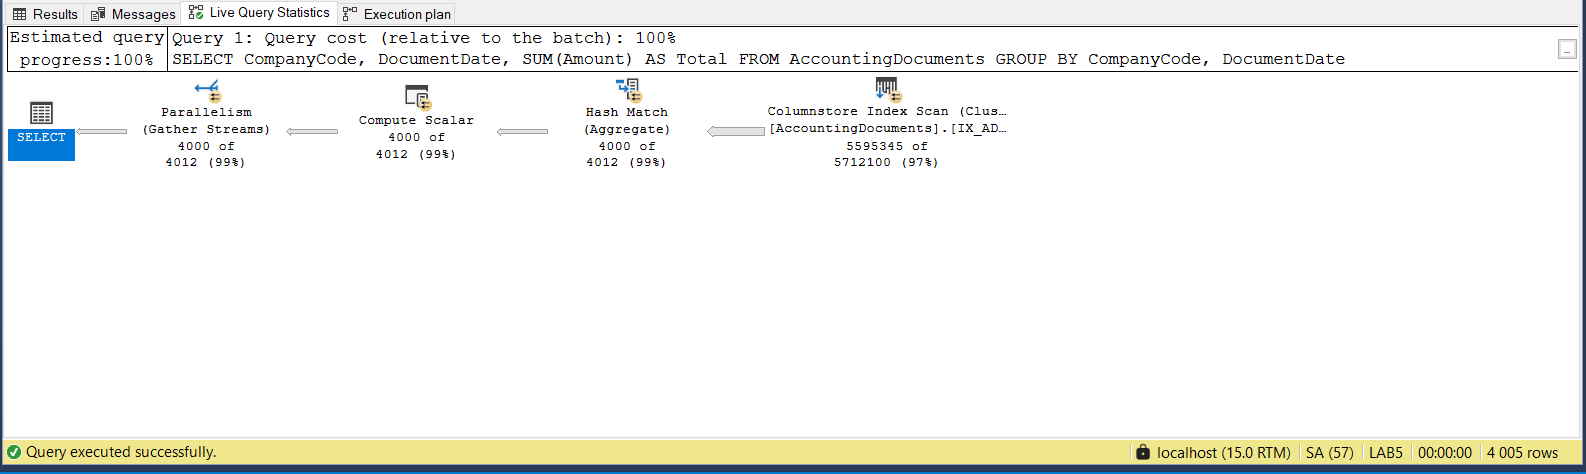 Results Messages Live Query Statistics Execution plan
Estimated query
progress:100%
Query 1: Query cost (relative to the batch): 100%
SELECT CompanyCode, DocumentDate, SUM(Amount) AS Total FROM AccountingDocuments GROUP BY CompanyCode, DocumentDate
SELECT
Parallelism
(Gather Streams)
4000 of
4012 (99%)
Compute Scalar
4000 of
4012 (99%)
Hash Match
(Aggregate)
4000 of
4012 (99%)
Columnstore Index Scan (Clus…
[AccountingDocuments].[IX_AD…
5595345 of
5712100 (97%)
Query executed successfully.
localhost (15.0 RTM) SA (57) LAB5 00:00:00 4 005 rows